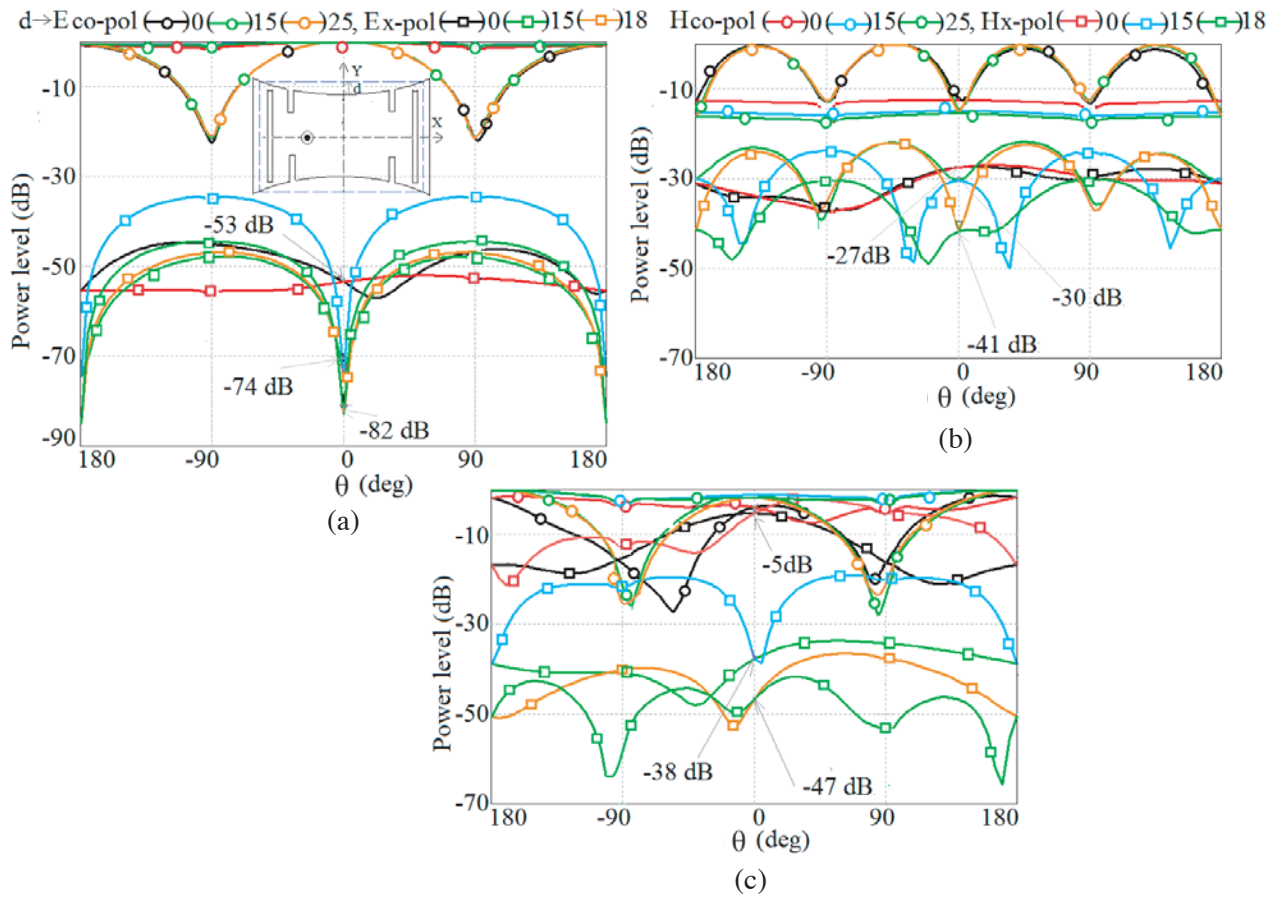 d→E co-pol ( )0( )15( )25, Ex-pol ( )0( )15( )18
Hco-pol ( )0( )15( )25, Hx-pol ( )0( )15( )18
Power level (dB)
-10
-30
-50
-70
-90
180
-90
0
90
180
θ (deg)
Y
d
X
-53 dB
-74 dB
-82 dB
(a)
Power level (dB)
-10
-30
-50
-70
180
-90
0
90
180
θ (deg)
-27dB
-30 dB
-41 dB
(b)
Power level (dB)
-10
-30
-50
-70
180
-90
0
90
180
θ (deg)
-5dB
-38 dB
-47 dB
(c)